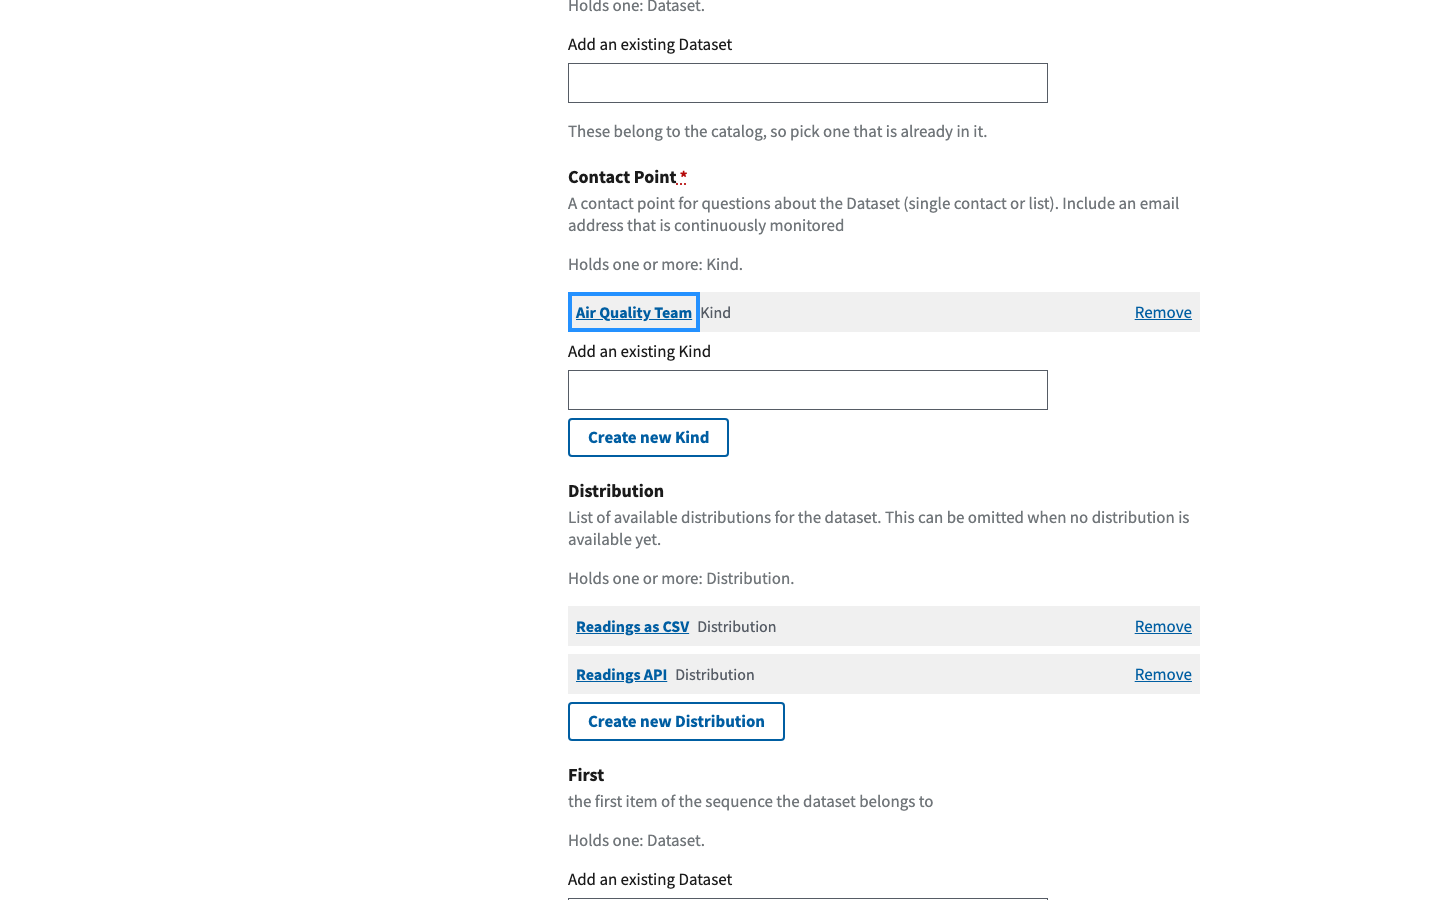 Holds one: Dataset.
Add an existing Dataset
These belong to the catalog, so pick one that is already in it.
Contact Point *
A contact point for questions about the Dataset (single contact or list). Include an email
address that is continuously monitored
Holds one or more: Kind.
Air Quality Team Kind Remove
Add an existing Kind
Create new Kind
Distribution
List of available distributions for the dataset. This can be omitted when no distribution is
available yet.
Holds one or more: Distribution.
Readings as CSV Distribution Remove
Readings API Distribution Remove
Create new Distribution
First
the first item of the sequence the dataset belongs to
Holds one: Dataset.
Add an existing Dataset